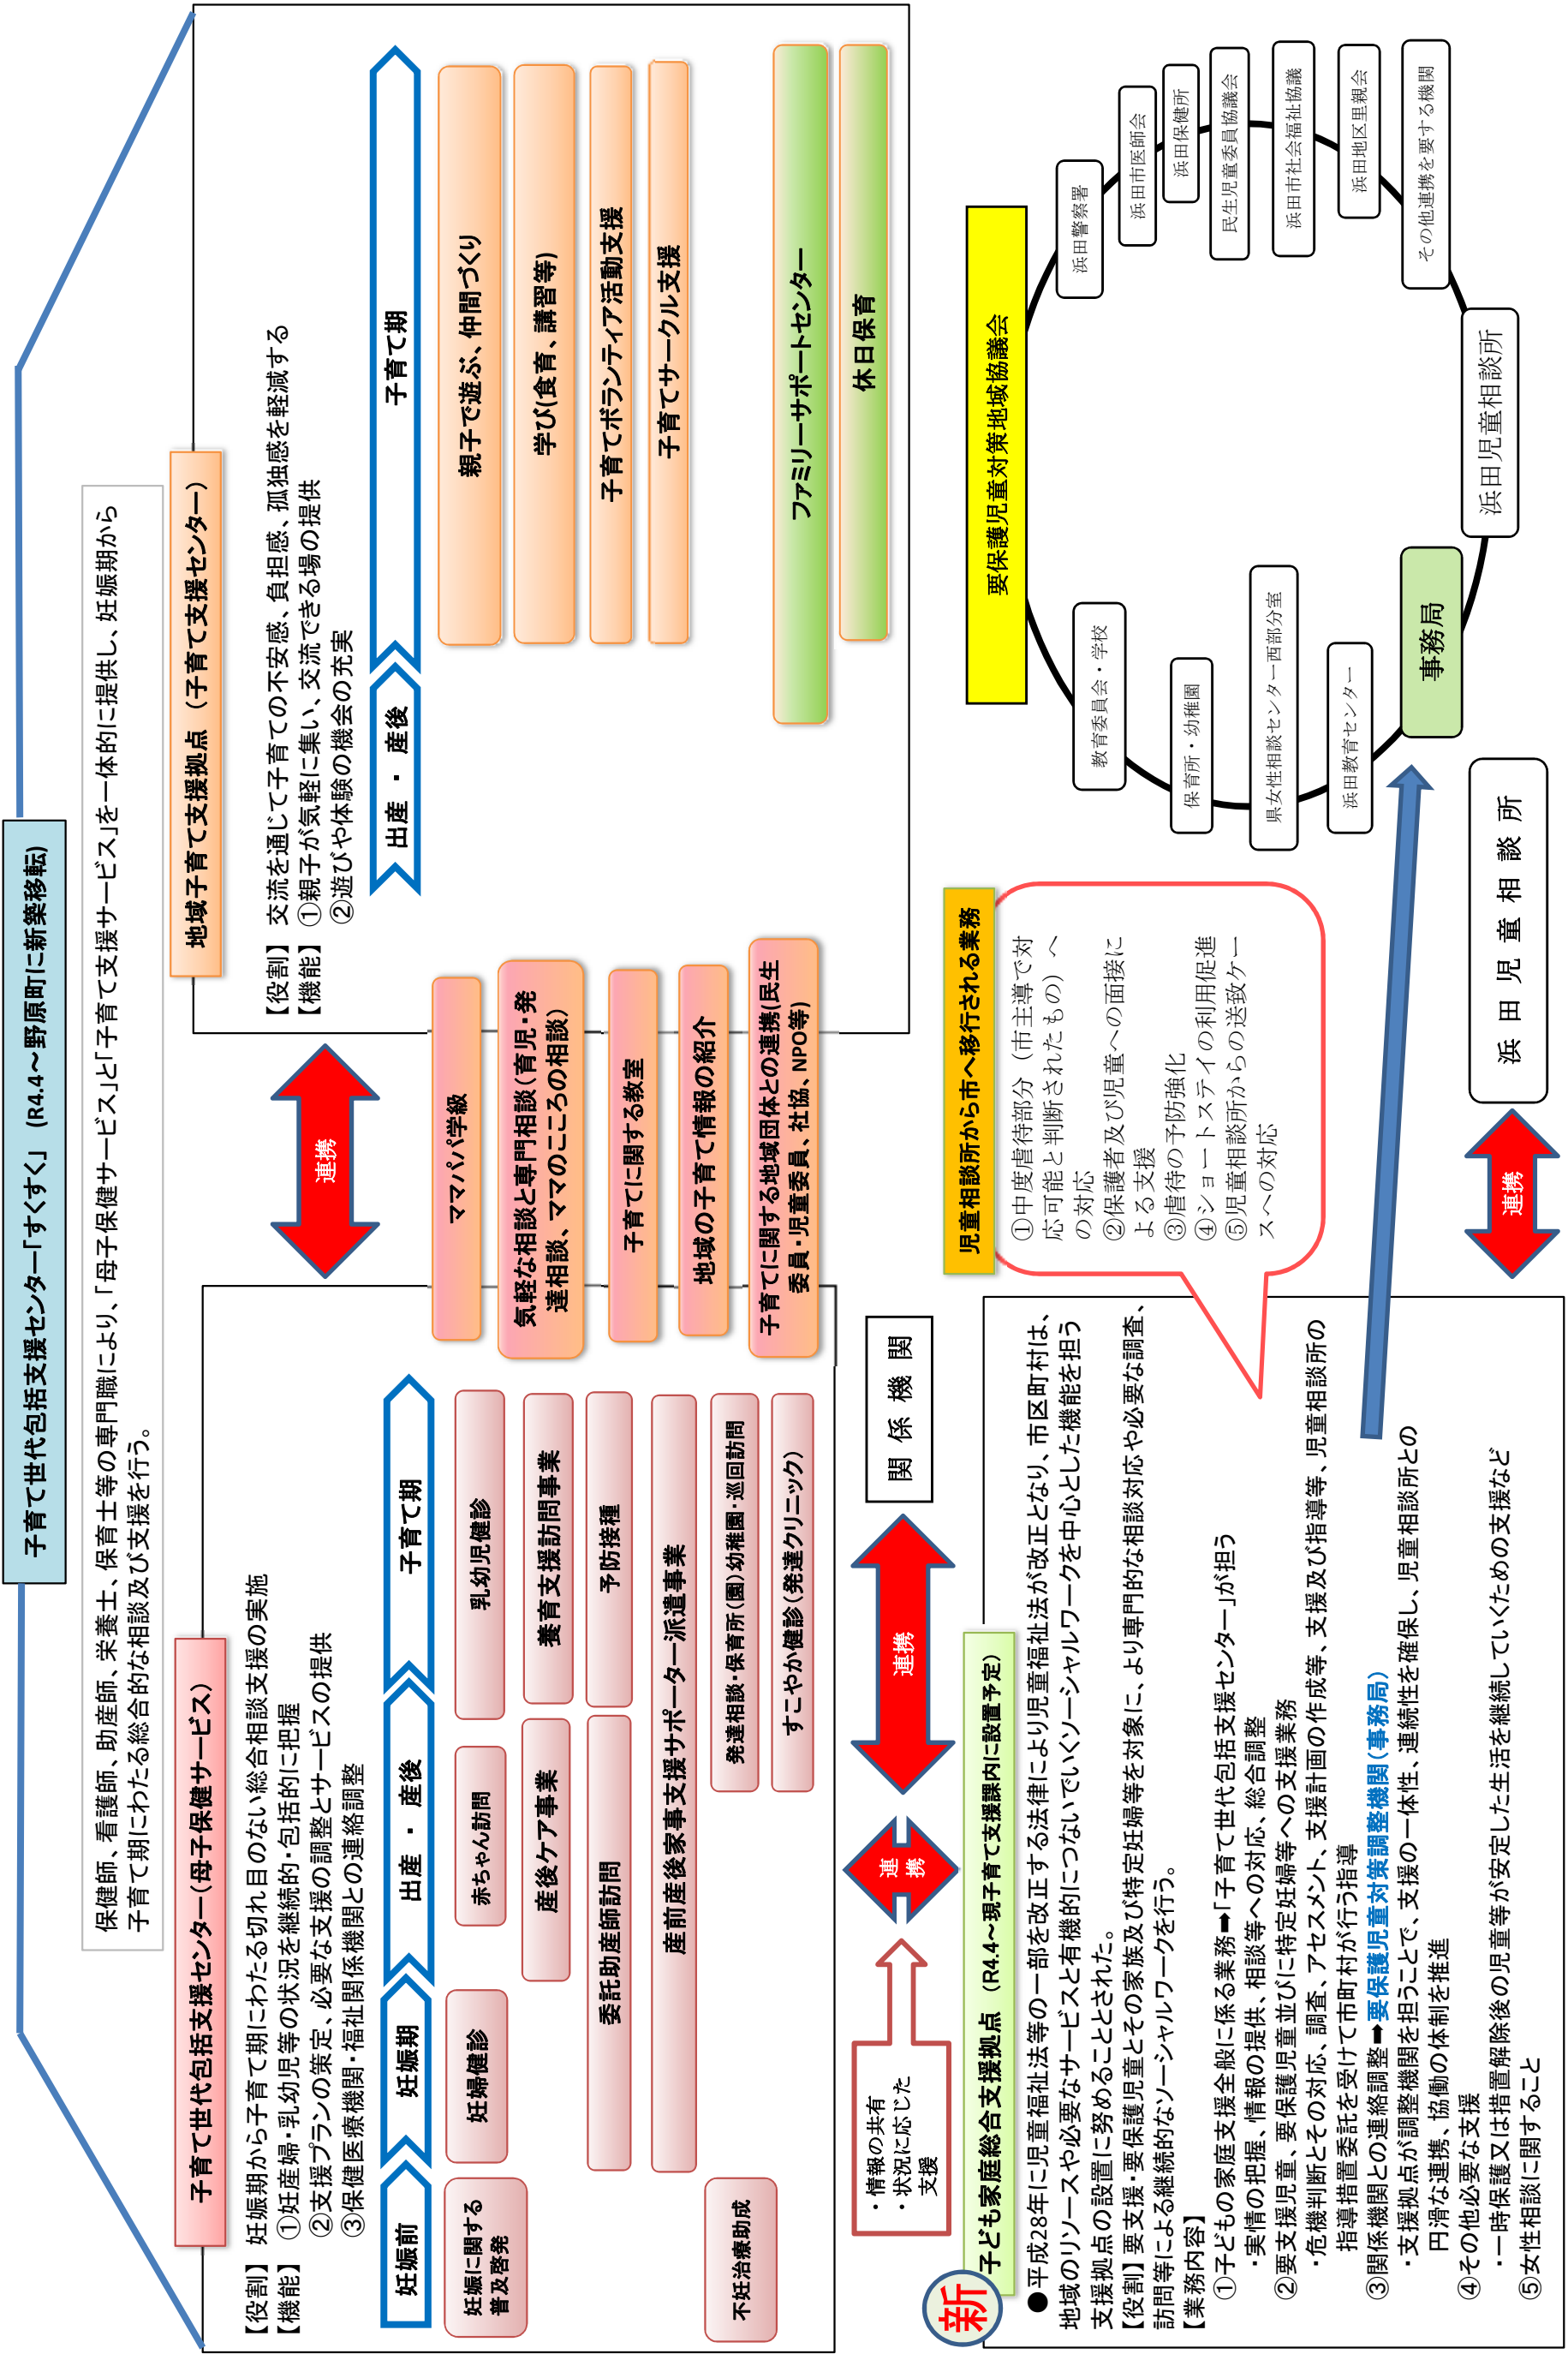 子育て世代包括支援センター「すくすく」 (R4.4～野原町に新築移転)
保健師、看護師、助産師、栄養士、保育士等の専門職により、「母子保健サービス」と「子育て支援サービス」を一体的に提供し、妊娠期から
子育て期にわたる総合的な相談及び支援を行う。
子育て世代包括支援センター(母子保健サービス)
【役割】 妊娠期から子育て期にわたる切れ目のない総合相談支援の実施
【機能】 ①妊産婦・乳幼児等の状況を継続的・包括的に把握
②支援プランの策定、必要な支援の調整とサービスの提供
③保健医療機関・福祉関係機関との連絡調整
妊娠前
妊娠期
出産 ・ 産後
子育て期
妊娠に関する
普及啓発
妊婦健診
赤ちゃん訪問
乳幼児健診
産後ケア事業
養育支援訪問事業
委託助産師訪問
予防接種
産前産後家事支援サポーター派遣事業
不妊治療助成
発達相談・保育所(園)幼稚園・巡回訪問
すこやか健診(発達クリニック)
連携
ママパパ学級
気軽な相談と専門相談(育児・発
達相談、ママのこころの相談)
子育てに関する教室
地域の子育て情報の紹介
子育てに関する地域団体との連携(民生
委員・児童委員、社協、NPO等)
地域子育て支援拠点 (子育て支援センター)
【役割】 交流を通じて子育ての不安感、負担感、孤独感を軽減する
【機能】 ①親子が気軽に集い、交流できる場の提供
②遊びや体験の機会の充実
出産 ・ 産後
子育て期
親子で遊ぶ、仲間づくり
学び(食育、講習等)
子育てボランティア活動支援
子育てサークル支援
ファミリーサポートセンター
休日保育
・情報の共有
・状況に応じた
支援
連
携
連携
関 係 機 関
新
子ども家庭総合支援拠点 (R4.4～現子育て支援課内に設置予定)
●平成28年に児童福祉法等の一部を改正する法律により児童福祉法が改正となり、市区町村は、
地域のリソースや必要なサービスと有機的につないでいくソーシャルワークを中心とした機能を担う
支援拠点の設置に努めることとされた。
【役割】要支援・要保護児童とその家族及び特定妊婦等を対象に、より専門的な相談対応や必要な調査、
訪問等による継続的なソーシャルワークを行う。
【業務内容】
①子どもの家庭支援全般に係る業務➡「子育て世代包括支援センター」が担う
・実情の把握、情報の提供、相談等への対応、総合調整
②要支援児童、要保護児童並びに特定妊婦等への支援業務
・危機判断とその対応、調査、アセスメント、支援計画の作成等、支援及び指導等、児童相談所の
指導措置委託を受けて市町村が行う指導
③関係機関との連絡調整➡要保護児童対策調整機関(事務局)
・支援拠点が調整機関を担うことで、支援の一体性、連続性を確保し、児童相談所との
円滑な連携、協働の体制を推進
④その他必要な支援
・一時保護又は措置解除後の児童等が安定した生活を継続していくための支援など
⑤女性相談に関すること
児童相談所から市へ移行される業務
①中度虐待部分（市主導で対
応可能と判断されたもの）へ
の対応
②保護者及び児童への面接に
よる支援
③虐待の予防強化
④ショートステイの利用促進
⑤児童相談所からの送致ケー
スへの対応
連携
浜 田 児 童 相 談 所
要保護児童対策地域協議会
教育委員会・学校
保育所・幼稚園
県女性相談センター西部分室
浜田教育センター
事務局
浜田警察署
浜田市医師会
浜田保健所
民生児童委員協議会
浜田市社会福祉協議
浜田地区里親会
その他連携を要する機関
浜田児童相談所